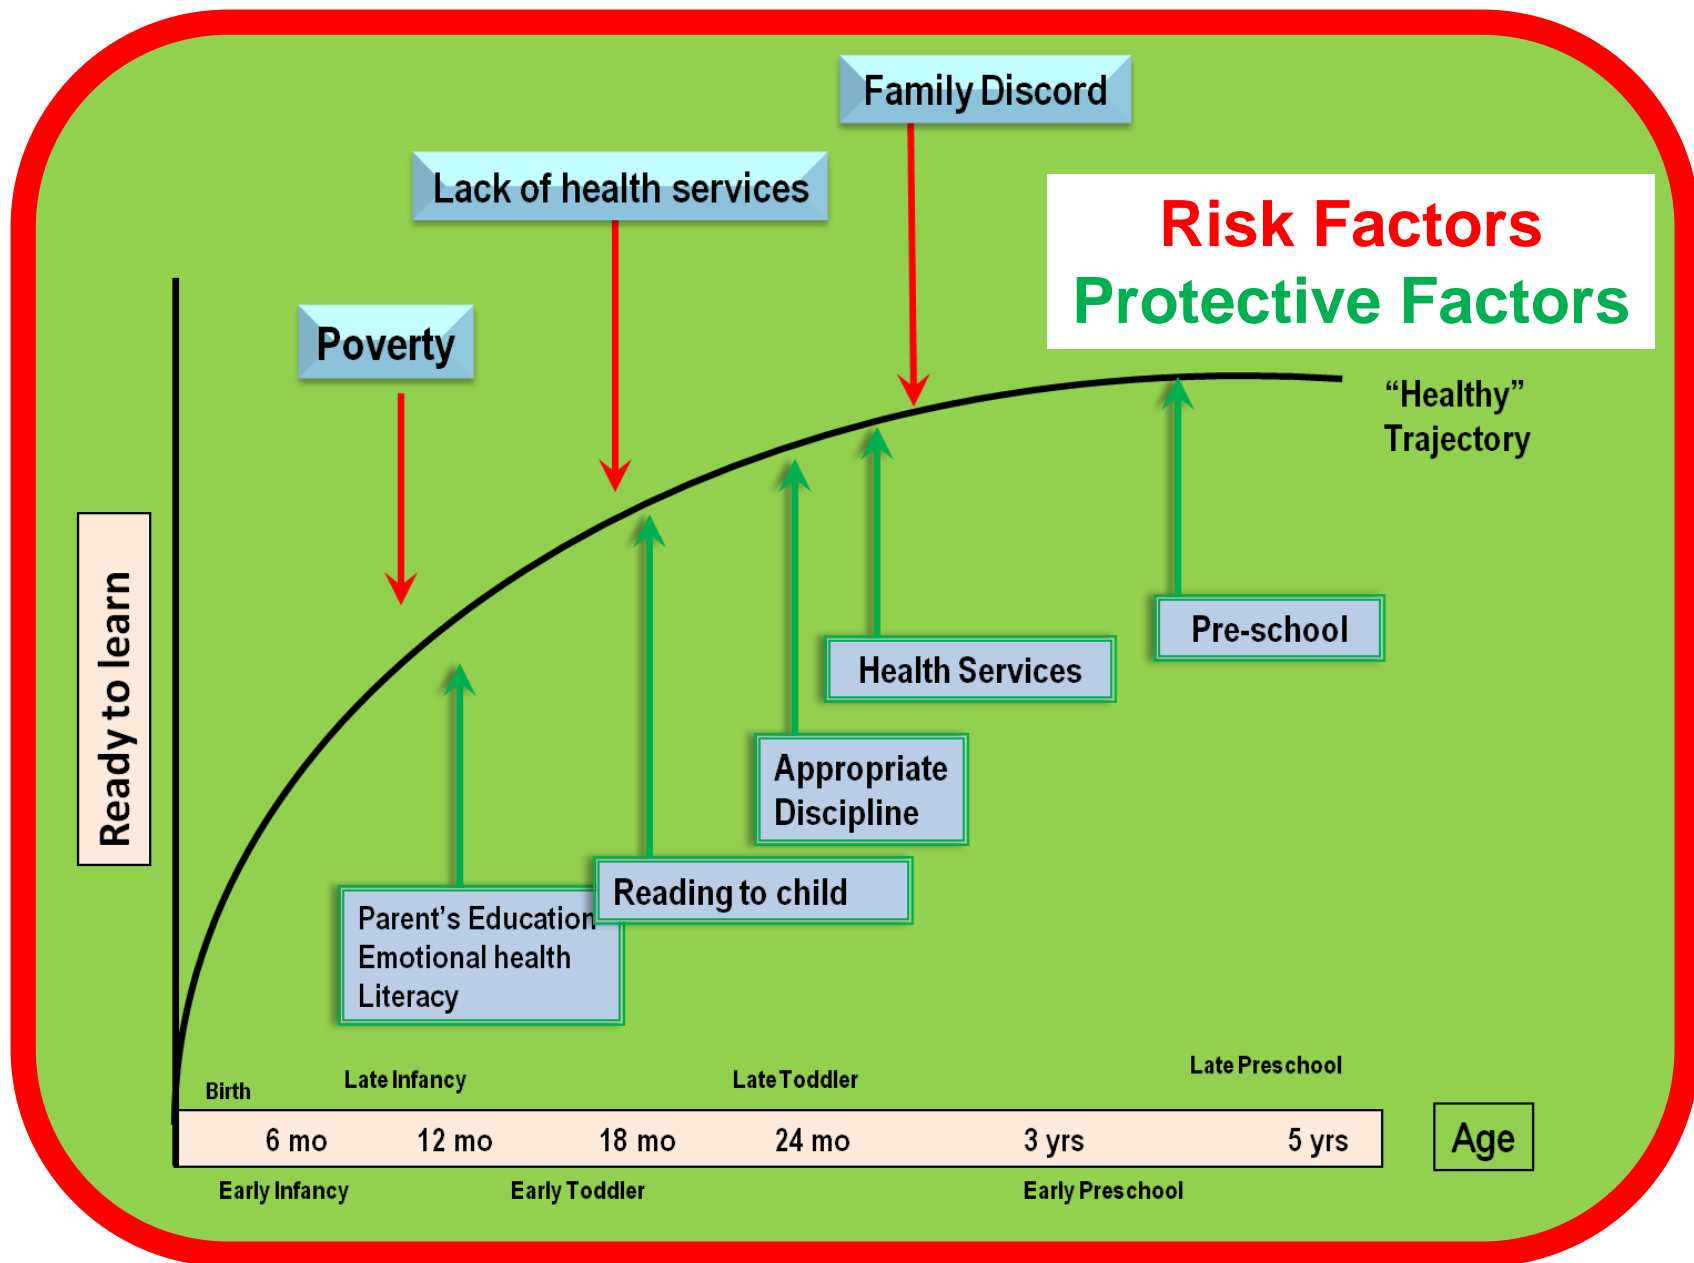 Family Discord
Lack of health services
Risk Factors
Protective Factors
Poverty
“Healthy”
Trajectory
Ready to learn
Pre-school
Health Services
Appropriate
Discipline
Reading to child
Parent’s Education
Emotional health
Literacy
Birth
Late Infancy
Late Toddler
Late Preschool
6 mo
12 mo
18 mo
24 mo
3 yrs
5 yrs
Age
Early Infancy
Early Toddler
Early Preschool